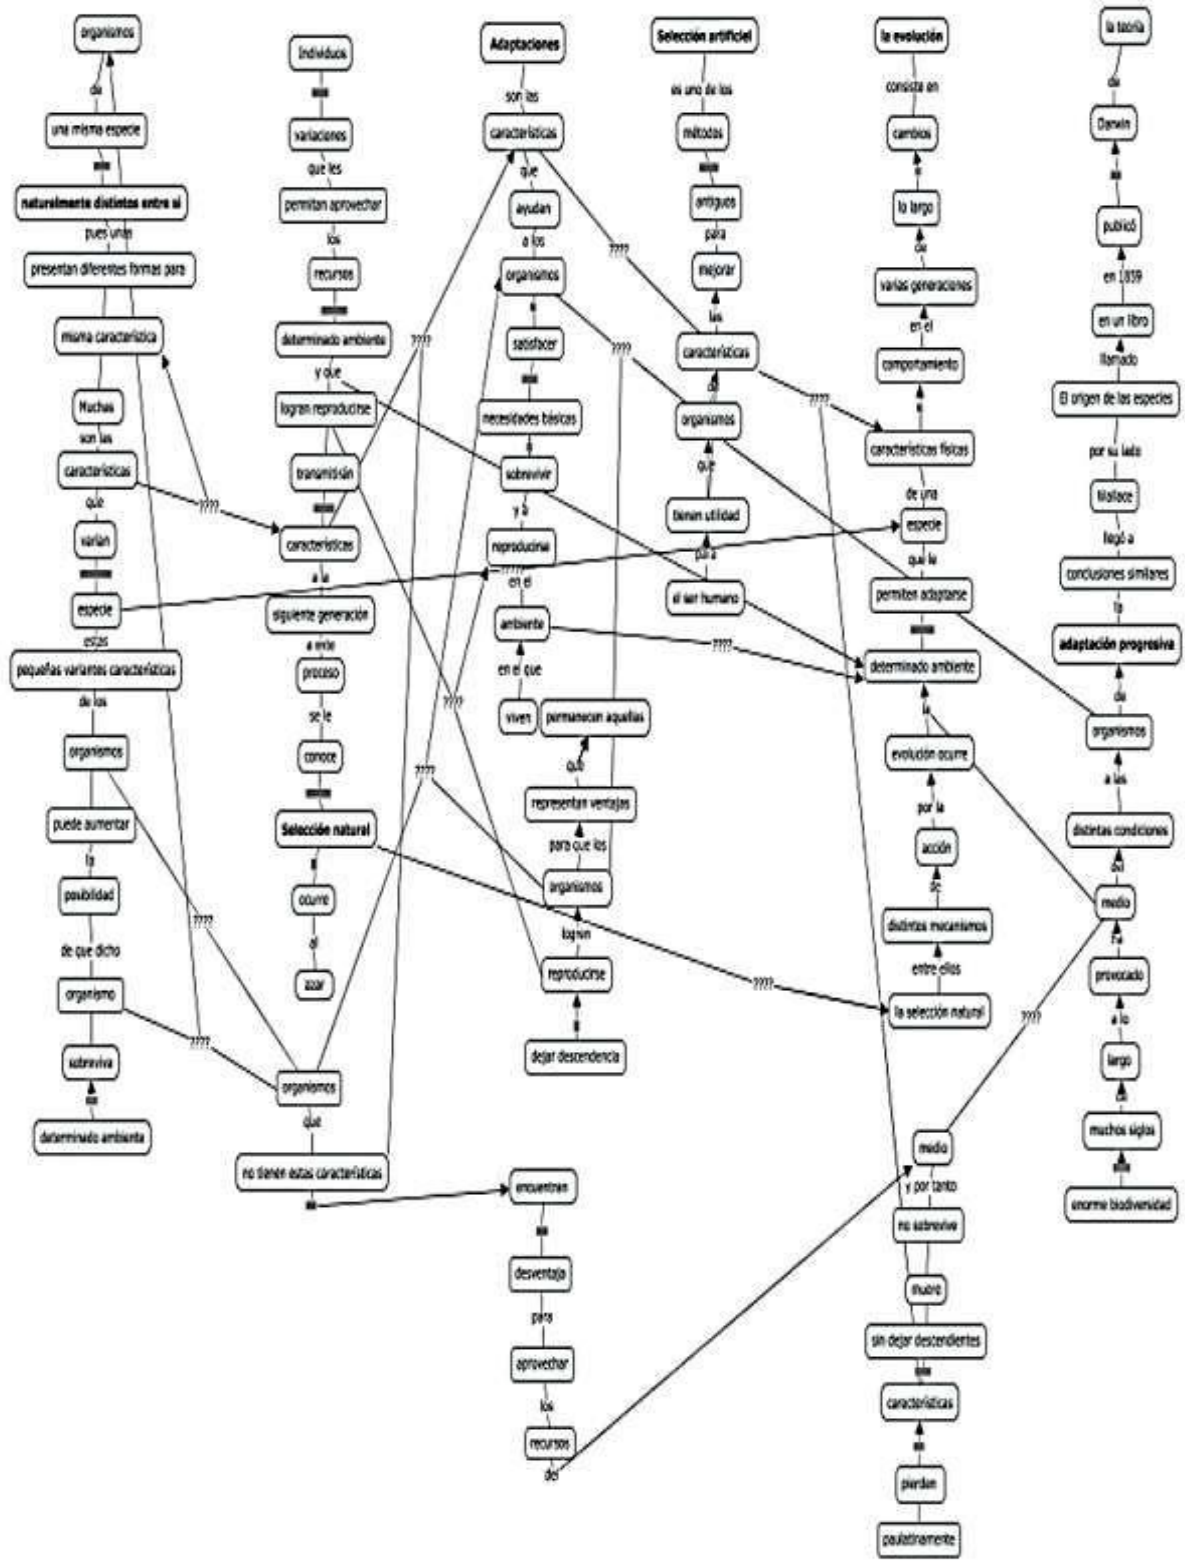 organismos
de
una misma especie
naturalmente distintos entre si
pues unas
presentan diferentes formas para
misma característica
Muchas
son las
características
que
varían
especie
estas
pequeñas variantes características
de los
organismos
puede aumentar
la
posibilidad
de que dicho
organismo
sobreviva
determinado ambiente
????
????
????
Individuos
variaciones
que les
permitan aprovechar
los
recursos
determinado ambiente
y que
logran reproducirse
transmitirán
características
a la
siguiente generación
a este
proceso
se le
conoce
Selección natural
ocurre
al
azar
organismos
que
no tienen estas características
????
????
????
Adaptaciones
son las
características
que
ayudan
a los
organismos
a
satisfacer
necesidades básicas
sobrevivir
y a
reproducirse
????
en el
ambiente
en el que
viven
permanecen aquellas
que
representan ventajas
para que los
organismos
logren
reproducirse
dejar descendencia
encuentran
desventaja
para
aprovechar
los
recursos
del
????
????
Selección artificiel
es uno de los
métodos
antiguos
para
mejorar
las
características
de
organismos
que
tienen utilidad
para
el ser humano
????
????
????
la evolución
consiste en
cambios
lo largo
de
varias generaciones
en el
comportamiento
características físicas
de una
especie
que le
permiten adaptarse
determinado ambiente
la
evolución ocurre
por la
acción
de
distintos mecanismos
entre ellos
la selección natural
medio
y por tanto
no sobrevive
muere
sin dejar descendientes
características
pierden
paulatinamente
????
la teoría
de
Darwin
publicó
en 1859
en un libro
llamado
El origen de las especies
por su lado
Wallace
llegó a
conclusiones similares
la
adaptación progresiva
de
organismos
a las
distintas condiciones
del
medio
ha
provocado
a lo
largo
de
muchos siglos
enorme biodiversidad